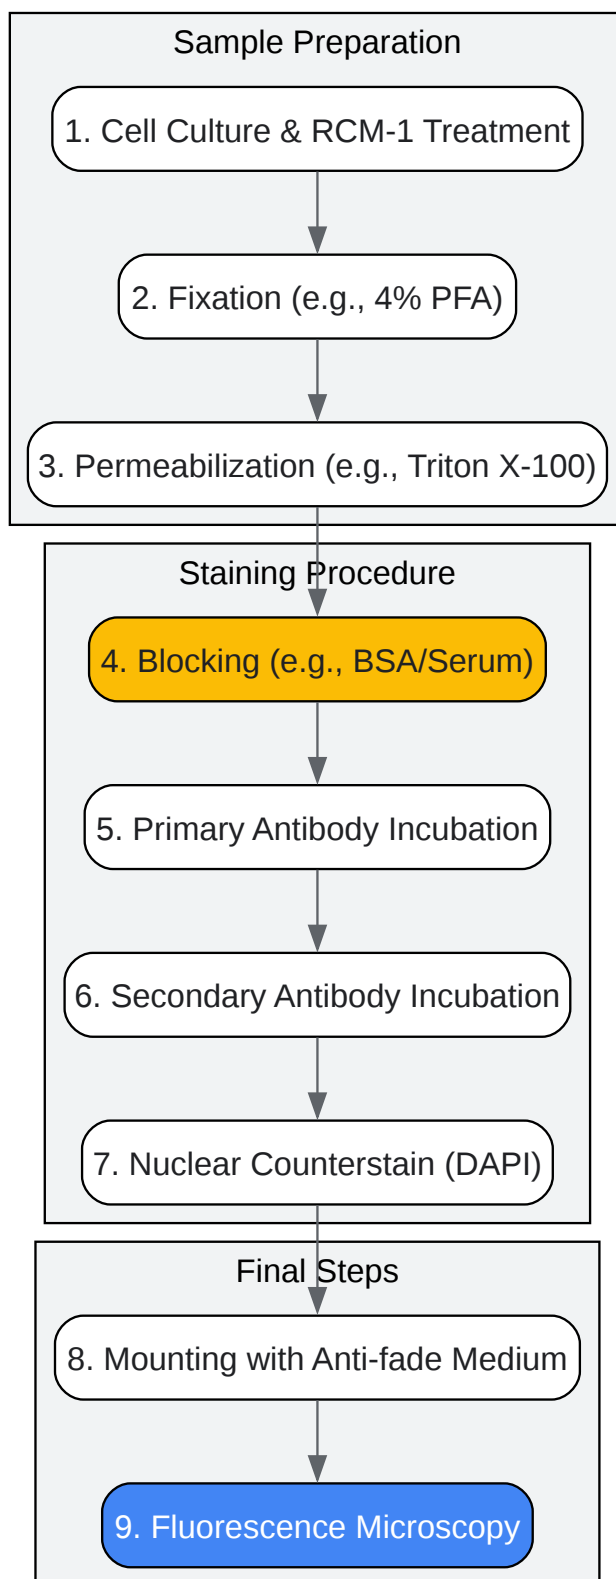 Sample Preparation
1. Cell Culture & RCM-1 Treatment
2. Fixation (e.g., 4% PFA)
3. Permeabilization (e.g., Triton X-100)
Staining Procedure
4. Blocking (e.g., BSA/Serum)
5. Primary Antibody Incubation
6. Secondary Antibody Incubation
7. Nuclear Counterstain (DAPI)
Final Steps
8. Mounting with Anti-fade Medium
9. Fluorescence Microscopy